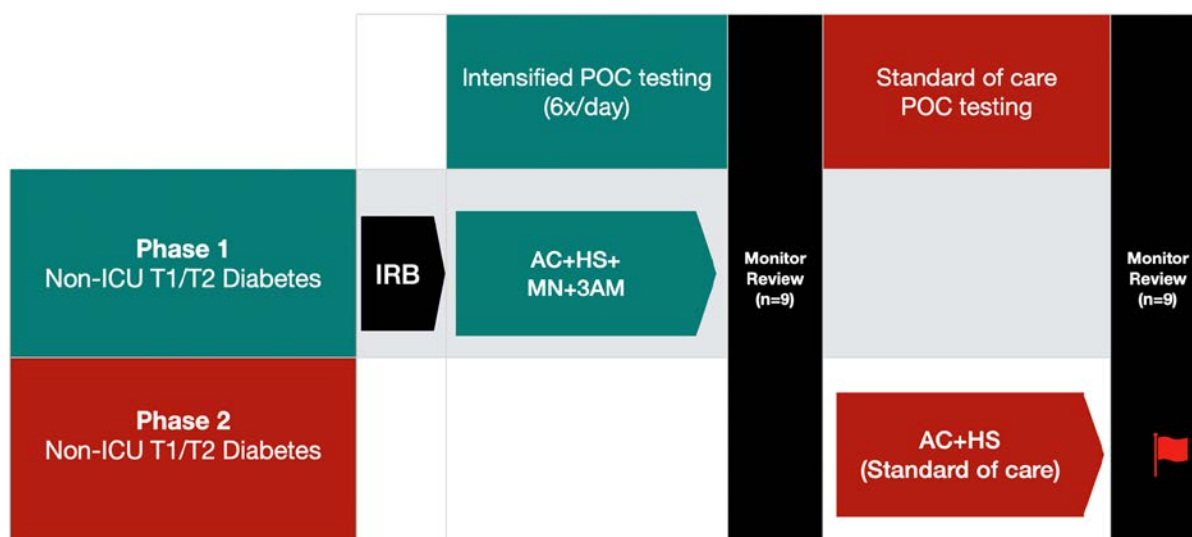 Intensified POC testing
(6x/day)
Standard of care
POC testing
Phase 1
Non-ICU T1/T2 Diabetes
IRB
AC+HS+
MN+3AM
Monitor
Review
(n=9)
Monitor
Review
(n=9)
Phase 2
Non-ICU T1/T2 Diabetes
AC+HS
(Standard of care)